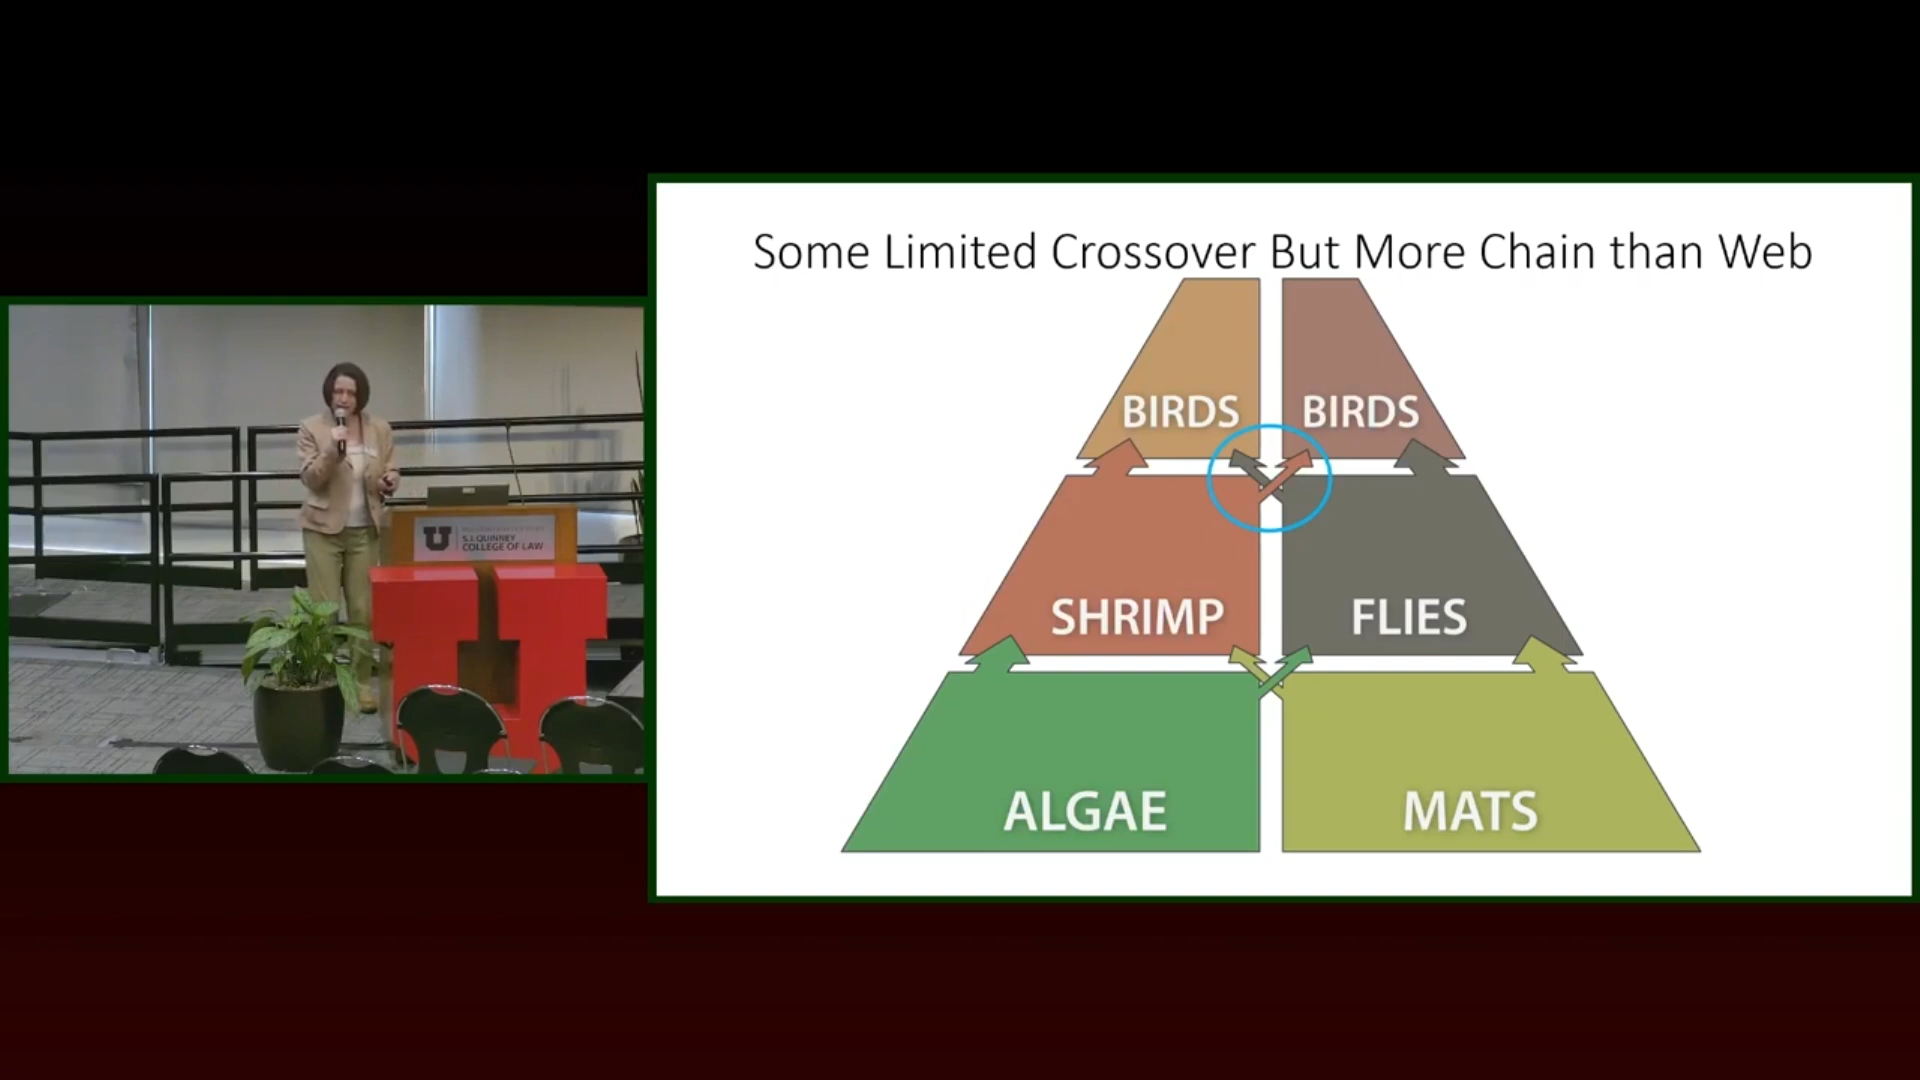 Some Limited Crossover But More Chain than Web
BIRDS BIRDS
SHRIMP FLIES
ALGAE MATS
U
S.J. QUINNEY
COLLEGE OF LAW